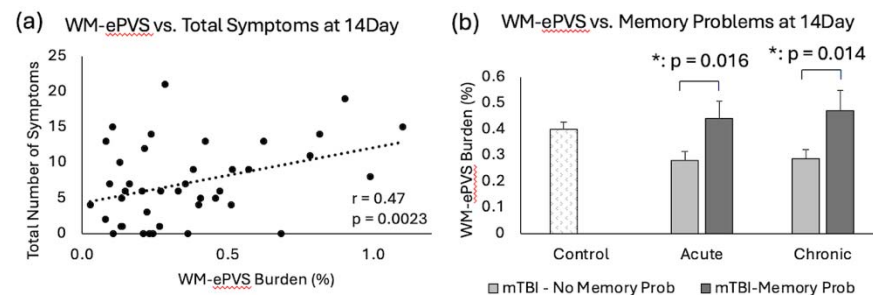 (a) WM-ePVS vs. Total Symptoms at 14Day
Total Number of Symptoms
25
20
15
10
5
0
r = 0.47
p = 0.0023
0.0 0.5 1.0
WM-ePVS Burden (%)
(b) WM-ePVS vs. Memory Problems at 14Day
*: p = 0.016
*: p = 0.014
WM-ePVS Burden (%)
0.6
0.5
0.4
0.3
0.2
0.1
0
Control Acute Chronic
mTBI - No Memory Prob mTBI-Memory Prob